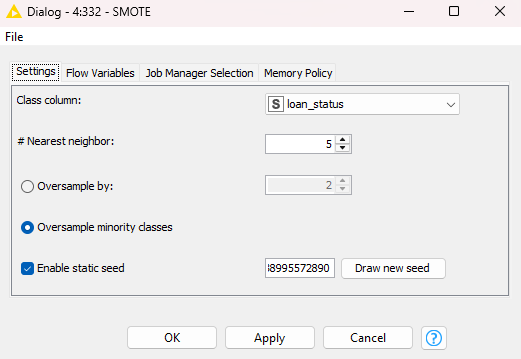 Dialog - 4:332 - SMOTE
File
Settings Flow Variables Job Manager Selection Memory Policy
Class column: S loan_status
# Nearest neighbor: 5
Oversample by: 2
Oversample minority classes
Enable static seed 8995572890 Draw new seed
OK Apply Cancel ?